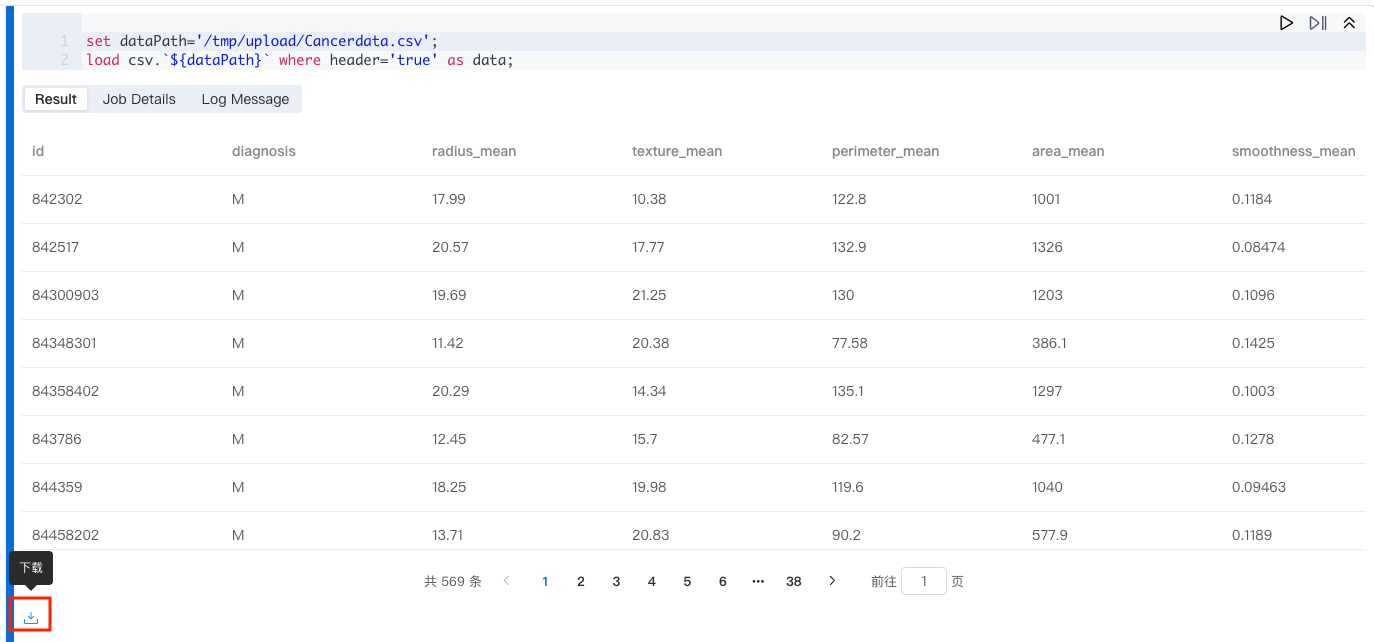 1 set dataPath='/tmp/upload/Cancerdata.csv';
2 load csv.`${dataPath}` where header='true' as data;
Result Job Details Log Message
id diagnosis radius_mean texture_mean perimeter_mean area_mean smoothness_mean
842302 M 17.99 10.38 122.8 1001 0.1184
842517 M 20.57 17.77 132.9 1326 0.08474
84300903 M 19.69 21.25 130 1203 0.1096
84348301 M 11.42 20.38 77.58 386.1 0.1425
84358402 M 20.29 14.34 135.1 1297 0.1003
843786 M 12.45 15.7 82.57 477.1 0.1278
844359 M 18.25 19.98 119.6 1040 0.09463
84458202 M 13.71 20.83 90.2 577.9 0.1189
下载
共 569 条 1 2 3 4 5 6 ··· 38 前往 1 页